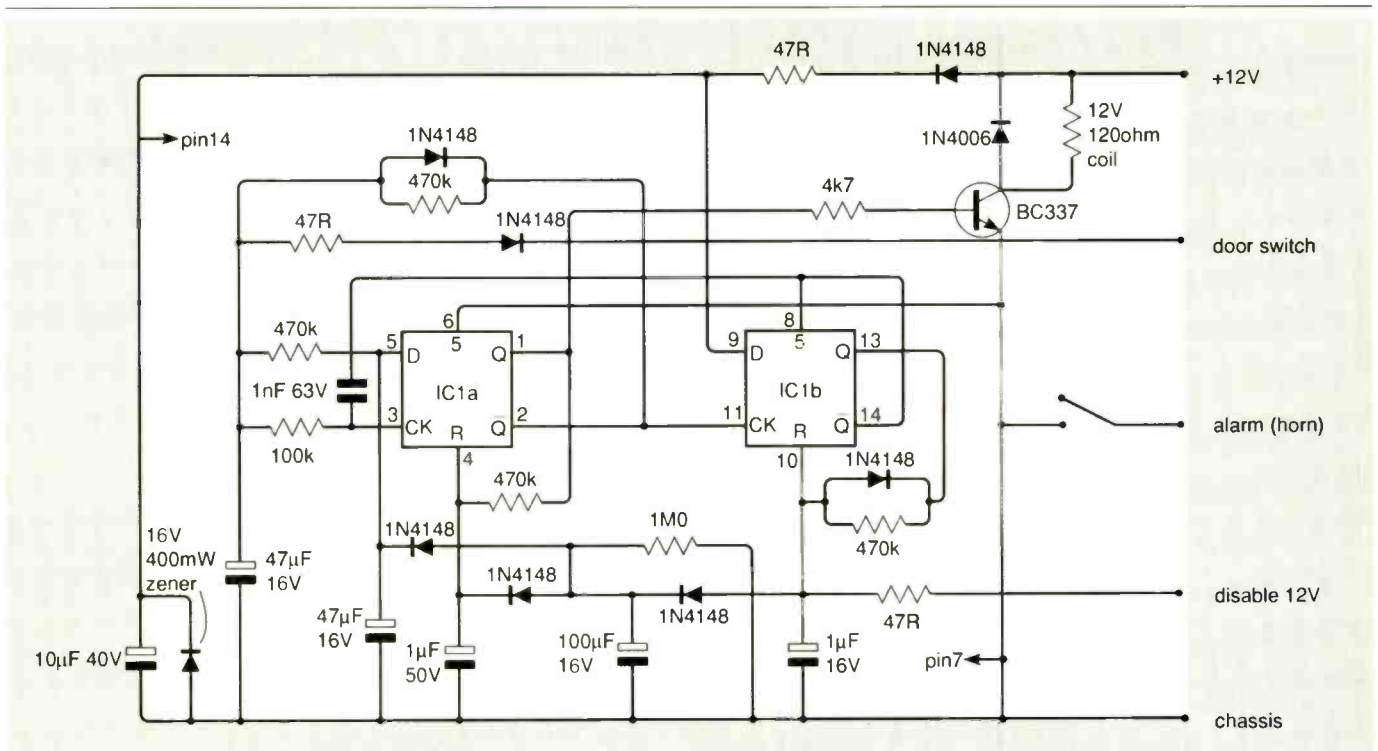 47R
1N4148
+12V
pin14
1N4148
470k
1N4006
12V
120ohm
coil
4k7
BC337
47R
1N4148
door switch
6
5
8
5
470k
5
D
Q
1
9
D
Q
13
1nF 63V
IC1a
IC1b
3
CK
Q̅
2
11
CK
Q̅
14
alarm (horn)
100k
R
4
R
10
1N4148
470k
470k
16V
400mW
zener
47µF
16V
1N4148
1M0
1N4148
1N4148
47R
disable 12V
10µF 40V
47µF
16V
1µF
50V
100µF
16V
1µF
16V
pin7
chassis